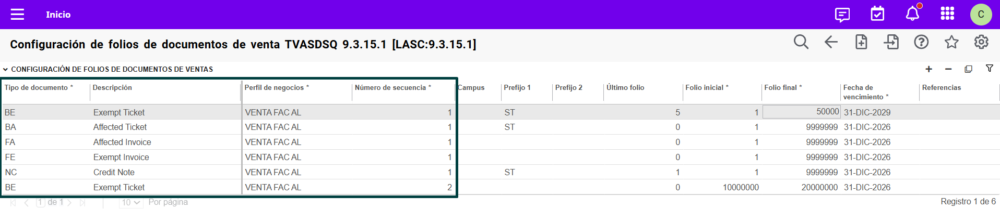 Inicio
C
Configuración de folios de documentos de venta TVASDSQ 9.3.15.1 [LASC:9.3.15.1]
CONFIGURACIÓN DE FOLIOS DE DOCUMENTOS DE VENTAS
Tipo de documento * Descripción Perfil de negocios * Número de secuencia * Campus Prefijo 1 Prefijo 2 Último folio Folio inicial * Folio final * Fecha de vencimiento * Referencias
BE Exempt Ticket VENTA FAC AL 1 ST 5 1 50000 31-DIC-2029
BA Affected Ticket VENTA FAC AL 1 ST 0 1 9999999 31-DIC-2026
FA Affected Invoice VENTA FAC AL 1 0 1 9999999 31-DIC-2026
FE Exempt Invoice VENTA FAC AL 1 0 1 9999999 31-DIC-2026
NC Credit Note VENTA FAC AL 1 ST 1 1 9999999 31-DIC-2026
BE Exempt Ticket VENTA FAC AL 2 0 10000000 20000000 31-DIC-2026
1 de 1 10 Por página Registro 1 de 6